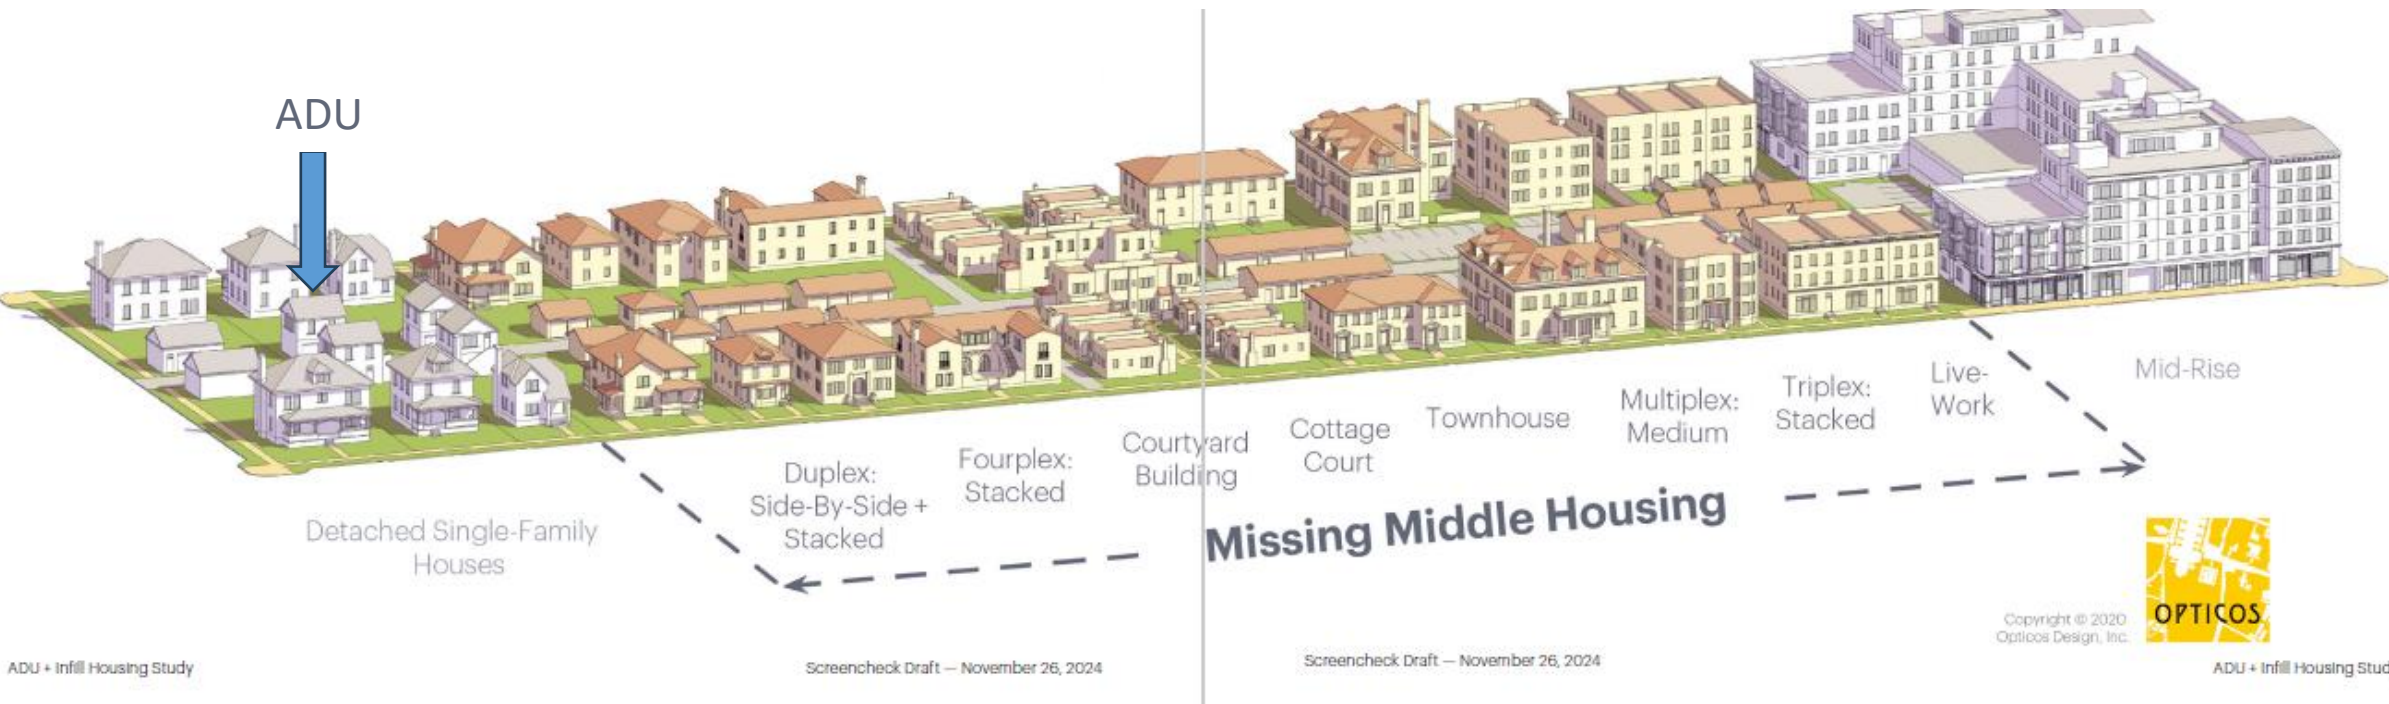 ADU
Detached Single-Family
Houses
Duplex:
Side-By-Side +
Stacked
Fourplex:
Stacked
Courtyard
Building
Cottage
Court
Townhouse
Multiplex:
Medium
Triplex:
Stacked
Live-
Work
Mid-Rise
Missing Middle Housing
Copyright © 2020
Opticos Design, Inc.
OPTICOS
ADU + Infill Housing Study
Screencheck Draft — November 26, 2024
Screencheck Draft — November 26, 2024
ADU + Infill Housing Stud